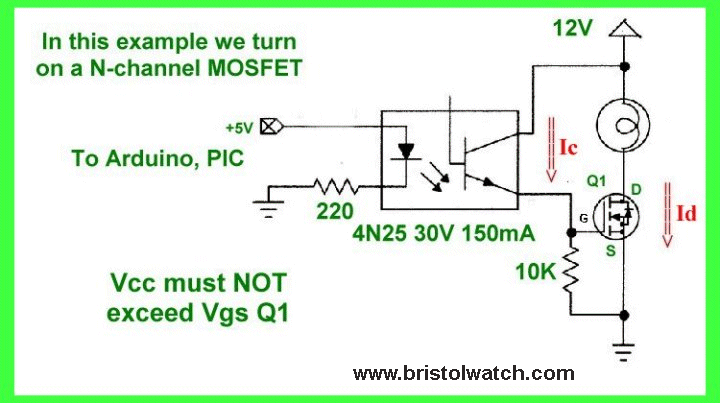 In this example we turn
on a N-channel MOSFET
12V
+5V
To Arduino, PIC
Ic
Q1
D
220
G
Id
S
4N25 30V 150mA
10K
Vcc must NOT
exceed Vgs Q1
www.bristolwatch.com